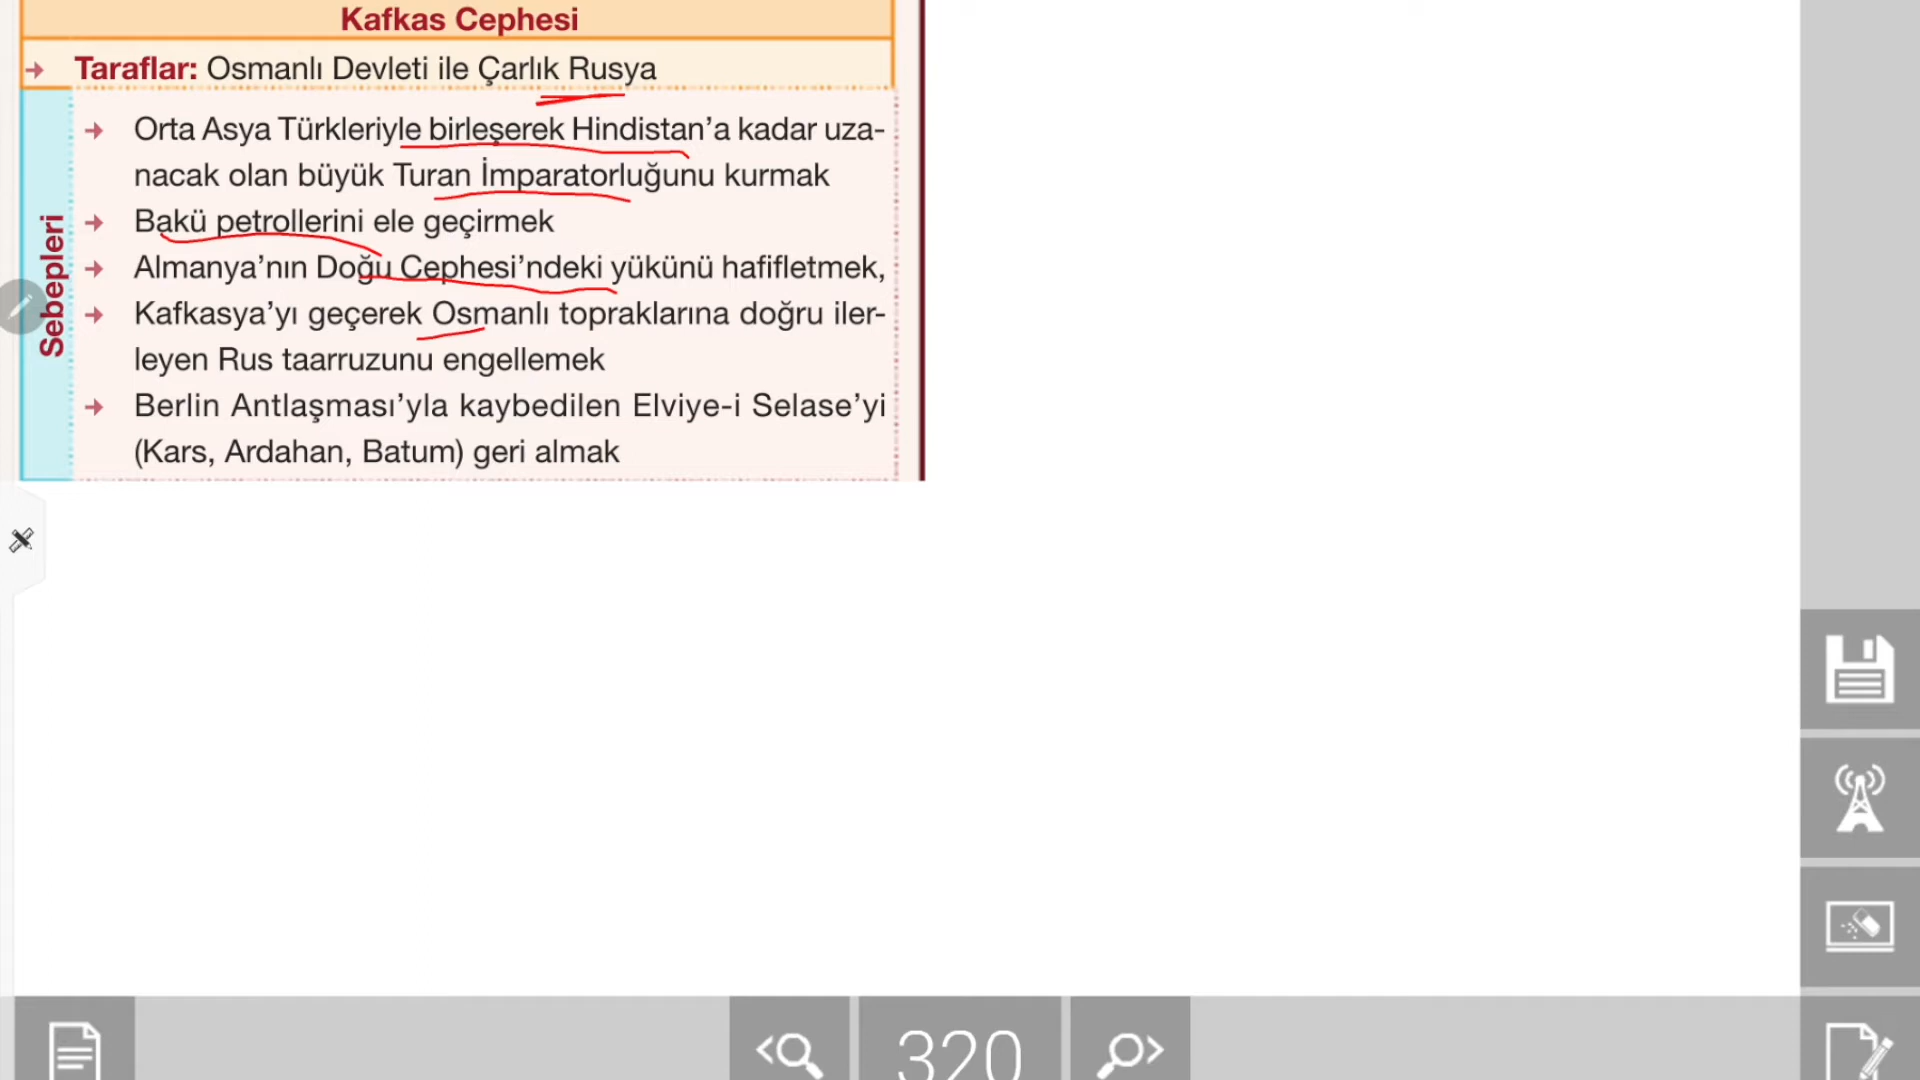 Kafkas Cephesi
Taraflar: Osmanlı Devleti ile Çarlık Rusya
Sebepleri
Orta Asya Türkleriyle birleşerek Hindistan’a kadar uza-
nacak olan büyük Turan İmparatorluğunu kurmak
Bakü petrollerini ele geçirmek
Almanya’nın Doğu Cephesi’ndeki yükünü hafifletmek,
Kafkasya’yı geçerek Osmanlı topraklarına doğru iler-
leyen Rus taarruzunu engellemek
Berlin Antlaşması’yla kaybedilen Elviye-i Selase’yi
(Kars, Ardahan, Batum) geri almak
320